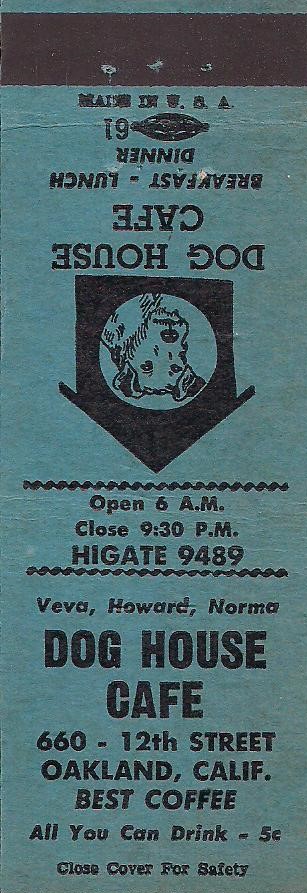 MADE IN U. S. A.
61
DOG HOUSE
CAFE
BREAKFAST - LUNCH
DINNER
Open 6 A.M.
Close 9:30 P.M.
HIGATE 9489
Veva, Howard, Norma
DOG HOUSE
CAFE
660 - 12th STREET
OAKLAND, CALIF.
BEST COFFEE
All You Can Drink - 5c
Close Cover For Safety